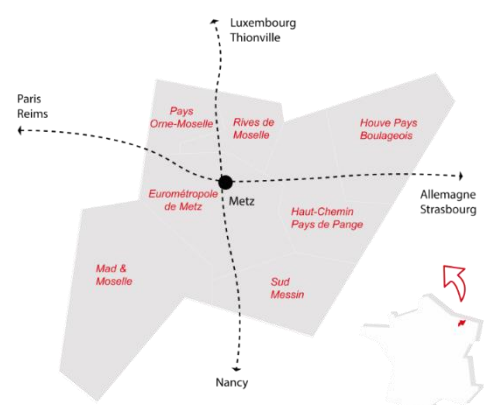 Luxembourg
Thionville
Paris
Reims
Pays
Orne-Moselle
Rives de
Moselle
Houve Pays
Boulageois
Eurométropole
de Metz
Metz
Allemagne
Strasbourg
Haut-Chemin
Pays de Pange
Mad &
Moselle
Sud
Messin
Nancy